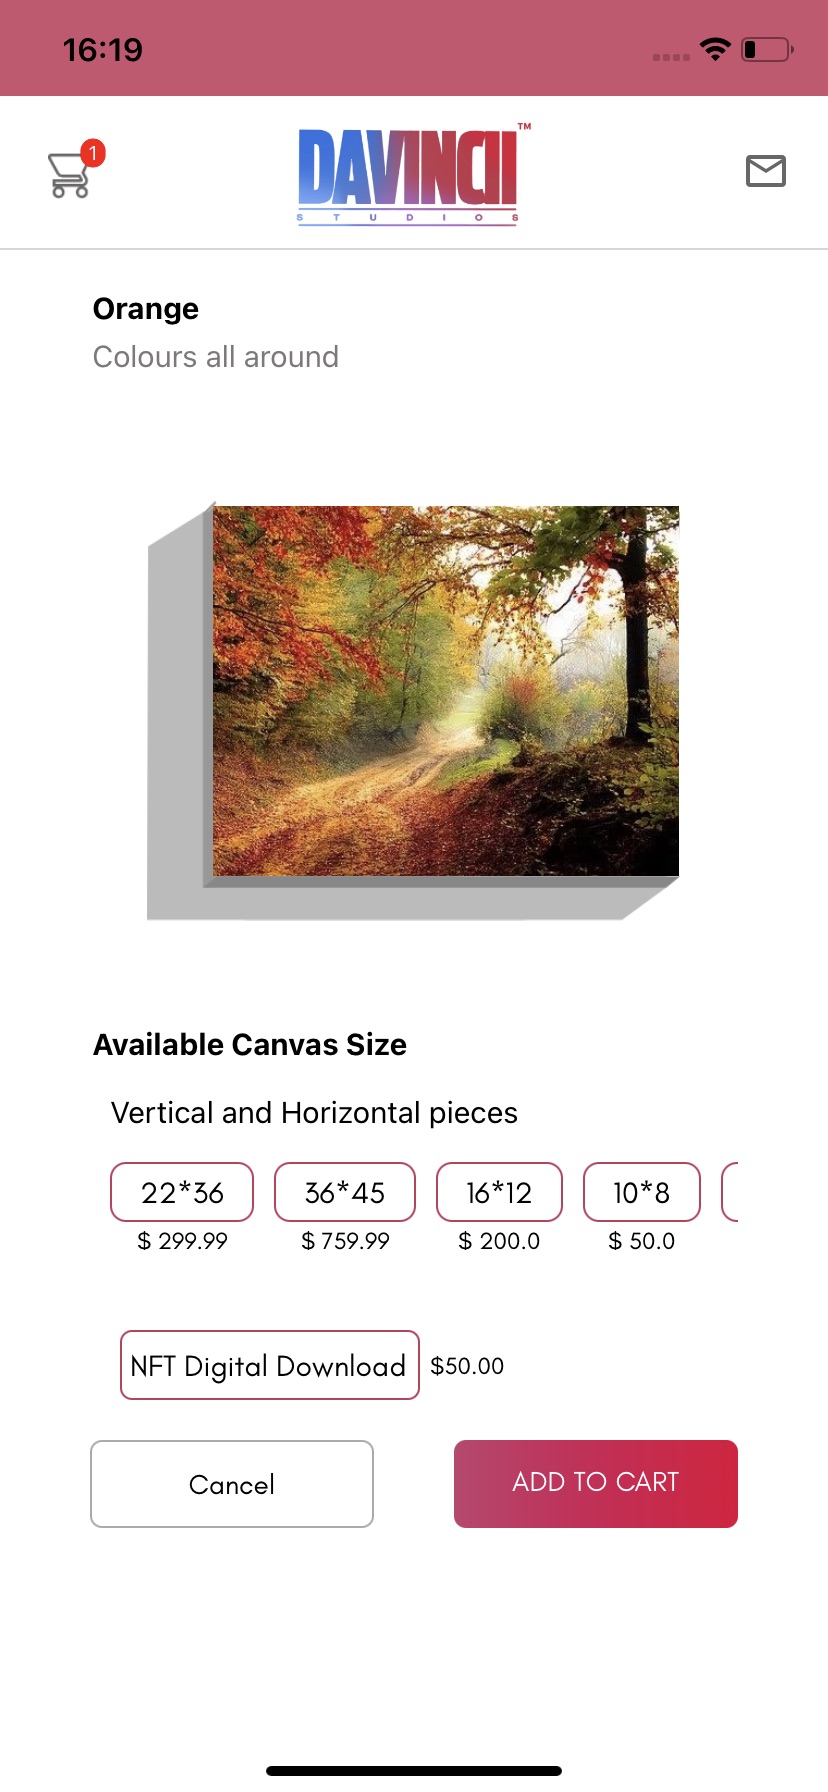 16:19
1
DAVINCII™
STUDIOS
Orange
Colours all around
Available Canvas Size
Vertical and Horizontal pieces
22*36 36*45 16*12 10*8
$ 299.99 $ 759.99 $ 200.0 $ 50.0
NFT Digital Download $50.00
Cancel ADD TO CART